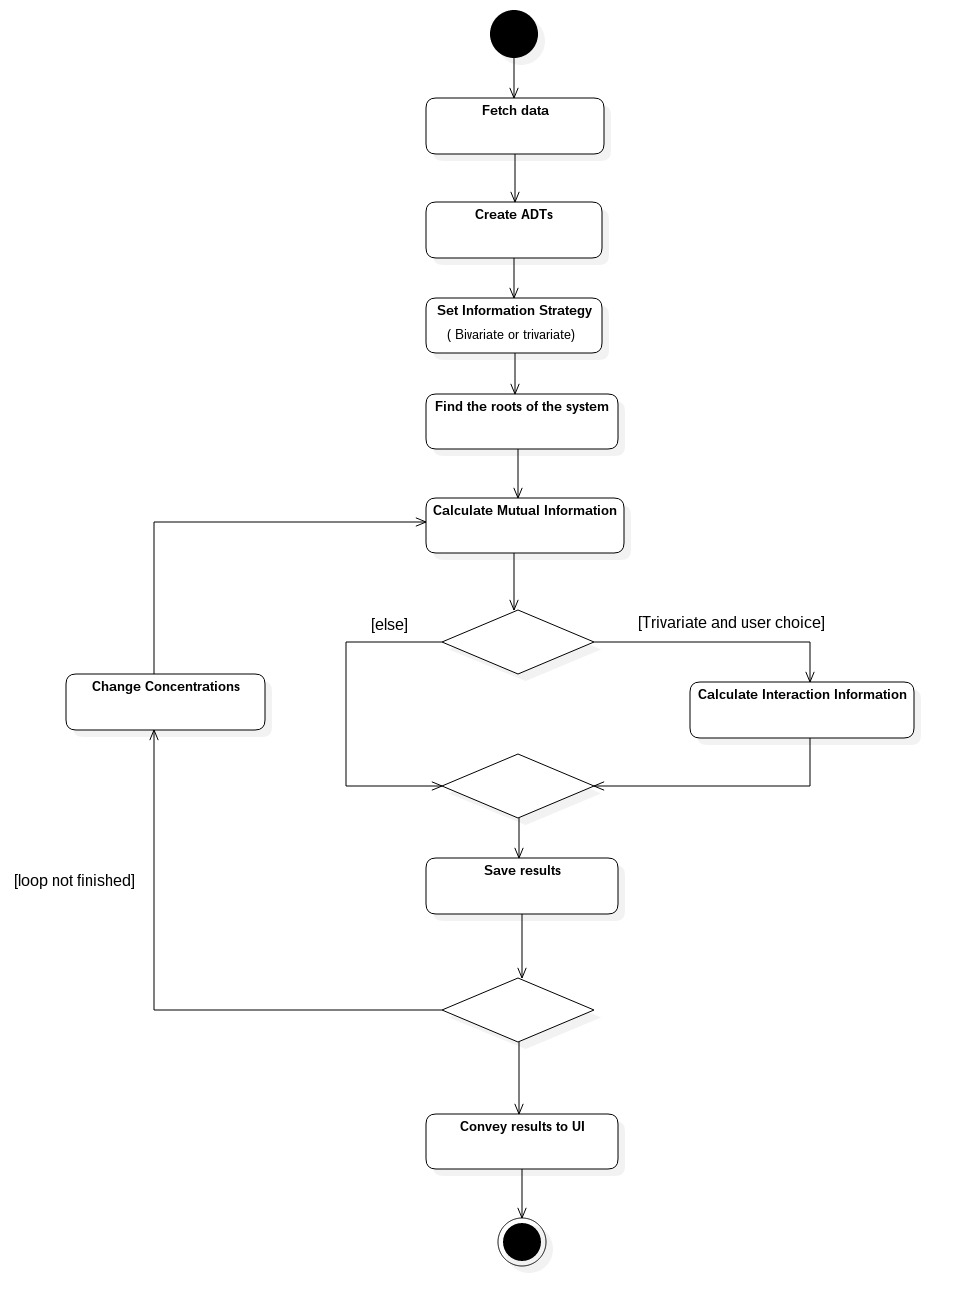 Fetch data
Create ADTs
Set Information Strategy
( Bivariate or trivariate)
Find the roots of the system
Calculate Mutual Information
[else]
[Trivariate and user choice]
Change Concentrations
Calculate Interaction Information
Save results
[loop not finished]
Convey results to UI